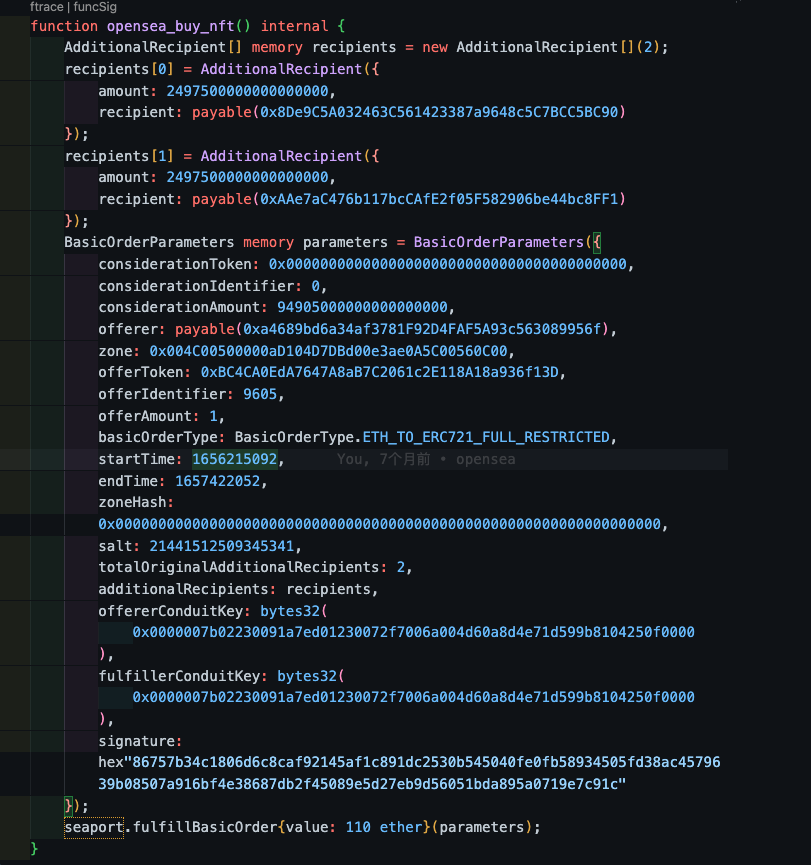 ftrace | funcSig
function opensea_buy_nft() internal {
AdditionalRecipient[] memory recipients = new AdditionalRecipient[](2);
recipients[0] = AdditionalRecipient({
amount: 2497500000000000000,
recipient: payable(0x8De9C5A032463C561423387a9648c5C7BCC5BC90)
});
recipients[1] = AdditionalRecipient({
amount: 2497500000000000000,
recipient: payable(0xAAe7aC476b117bcCAfE2f05F582906be44bc8FF1)
});
BasicOrderParameters memory parameters = BasicOrderParameters({
considerationToken: 0x0000000000000000000000000000000000000000,
considerationIdentifier: 0,
considerationAmount: 94905000000000000000,
offerer: payable(0xa4689bd6a34af3781F92D4FAF5A93c563089956f),
zone: 0x004C00500000aD104D7DBd00e3ae0A5C00560C00,
offerToken: 0xBC4CA0EdA7647A8aB7C2061c2E118A18a936f13D,
offerIdentifier: 9605,
offerAmount: 1,
basicOrderType: BasicOrderType.ETH_TO_ERC721_FULL_RESTRICTED,
startTime: 1656215092, You, 7个月前 • opensea
endTime: 1657422052,
zoneHash:
0x0000000000000000000000000000000000000000000000000000000000000000,
salt: 21441512509345341,
totalOriginalAdditionalRecipients: 2,
additionalRecipients: recipients,
offererConduitKey: bytes32(
0x0000007b02230091a7ed01230072f7006a004d60a8d4e71d599b8104250f0000
),
fulfillerConduitKey: bytes32(
0x0000007b02230091a7ed01230072f7006a004d60a8d4e71d599b8104250f0000
),
signature:
hex"86757b34c1806d6c8caf92145af1c891dc2530b545040fe0fb58934505fd38ac45796
39b08507a916bf4e38687db2f45089e5d27eb9d56051bda895a0719e7c91c"
});
seaport.fulfillBasicOrder{value: 110 ether}(parameters);
}